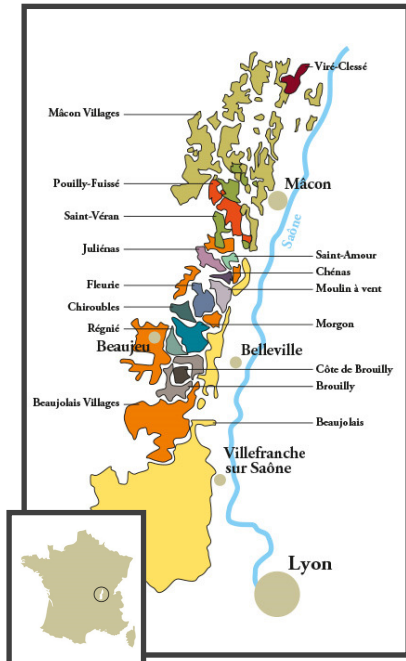 Viré-Clessé
Mâcon Villages
Pouilly-Fuissé
Mâcon
Saint-Véran
Saône
Juliénas
Saint-Amour
Chénas
Fleurie
Moulin à vent
Chiroubles
Régnié
Morgon
Beaujeu
Belleville
Côte de Brouilly
Brouilly
Beaujolais Villages
Beaujolais
Villefranche
sur Saône
Lyon